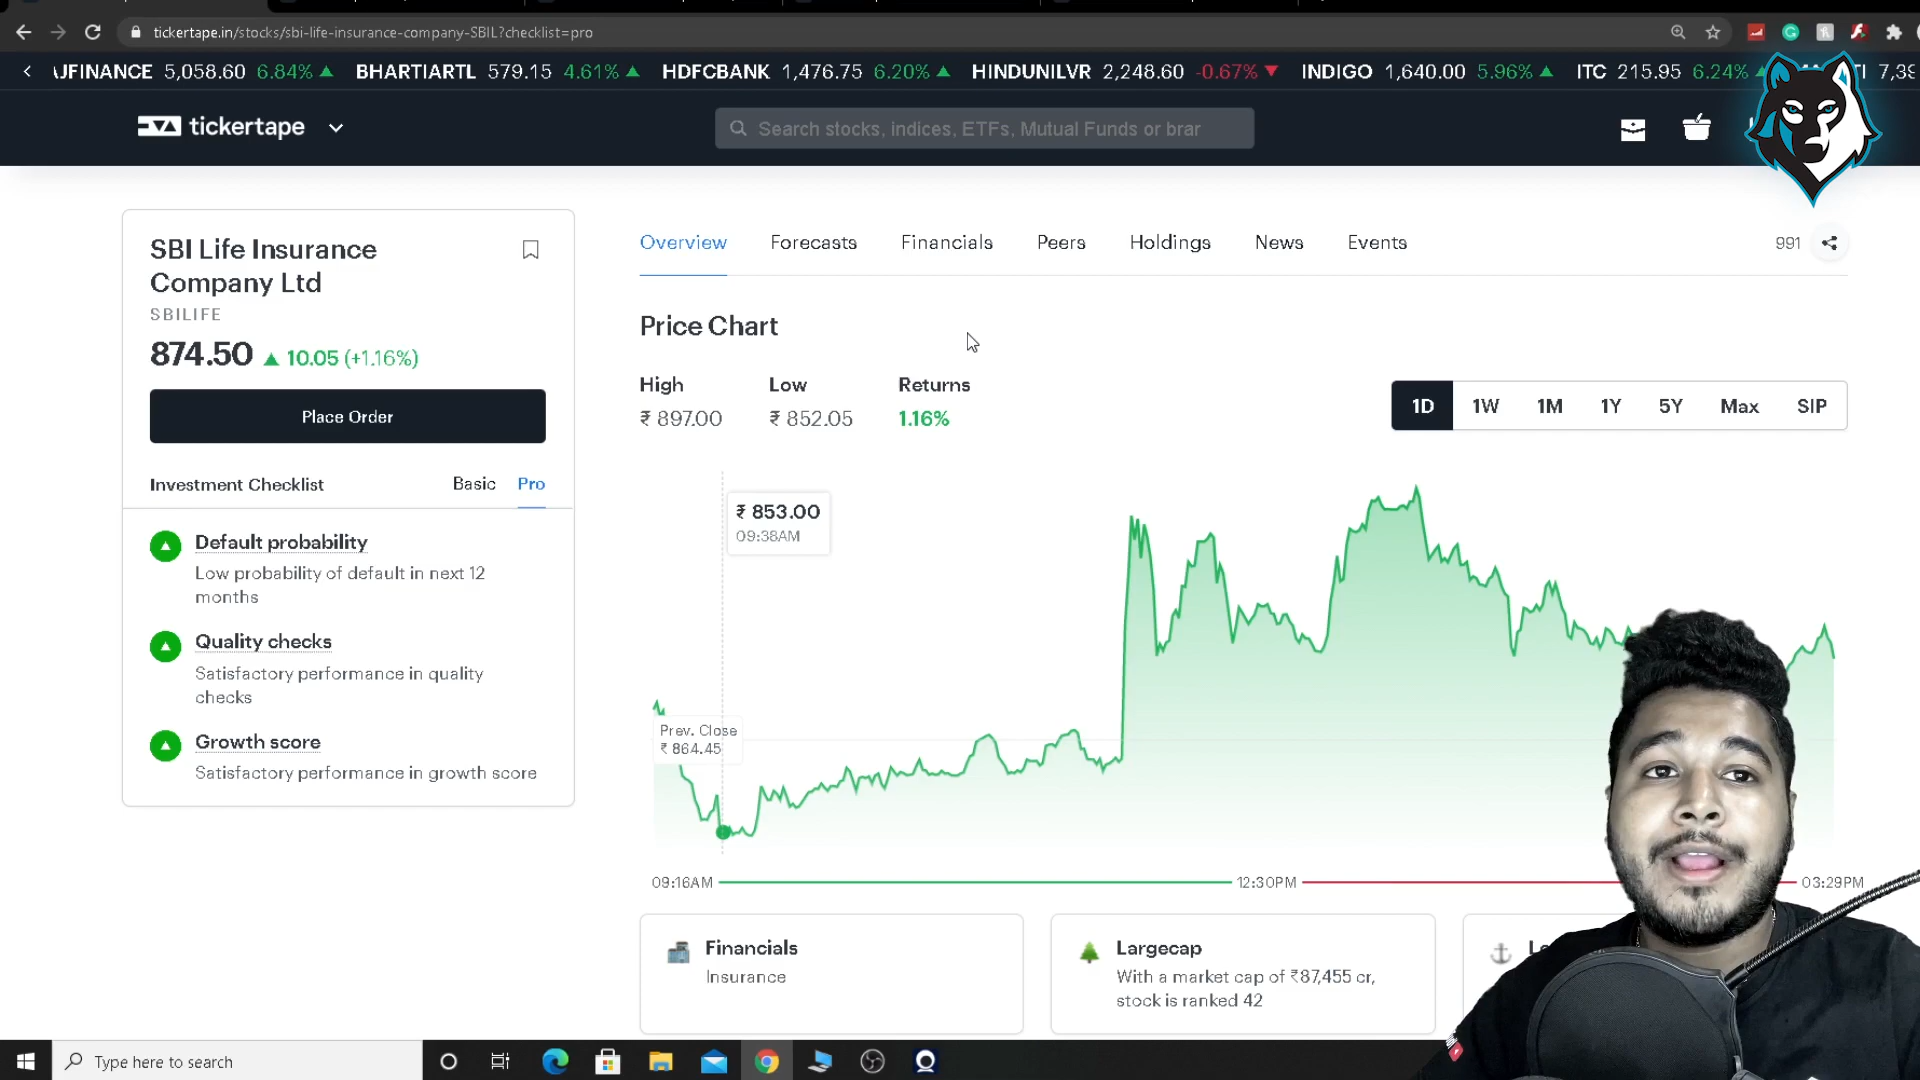 tickertape.in/stocks/sbi-life-insurance-company-SBIL?checklist=pro
JFINANCE 5,058.60 6.84% BHARTIARTL 579.15 4.61% HDFCBANK 1,476.75 6.20% HINDUNILVR 2,248.60 -0.67% INDIGO 1,640.00 5.96% ITC 215.95 6.24%
tickertape
Search stocks, indices, ETFs, Mutual Funds or brar
SBI Life Insurance
Company Ltd
SBILIFE
874.50 10.05 (+1.16%)
Place Order
Investment Checklist Basic Pro
Default probability
Low probability of default in next 12
months
Quality checks
Satisfactory performance in quality
checks
Growth score
Satisfactory performance in growth score
Overview Forecasts Financials Peers Holdings News Events 991
Price Chart
High Low Returns
₹ 897.00 ₹ 852.05 1.16%
1D 1W 1M 1Y 5Y Max SIP
₹ 853.00
09:38AM
Prev. Close
₹ 864.45
09:16AM 12:30PM 03:29PM
Financials
Insurance
Largecap
With a market cap of ₹87,455 cr,
stock is ranked 42
Type here to search